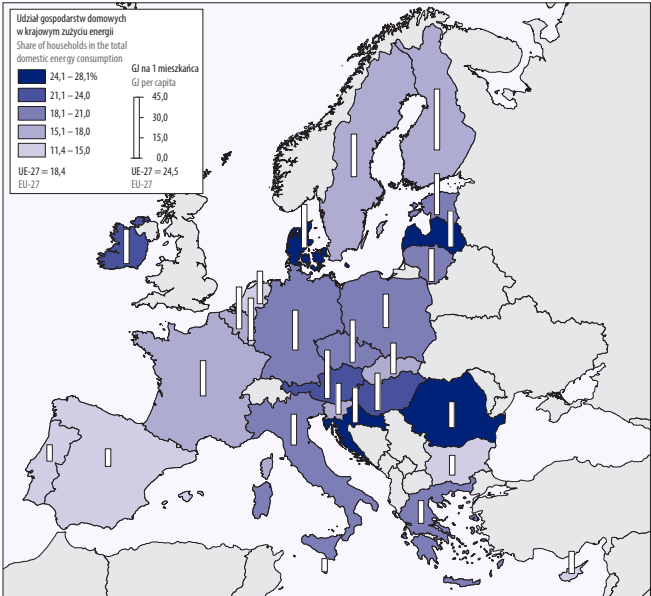 Udział gospodarstw domowych
w krajowym zużyciu energii
Share of households in the total
domestic energy consumption
24,1 – 28,1%
21,1 – 24,0
18,1 – 21,0
15,1 – 18,0
11,4 – 15,0
UE-27 = 18,4
EU-27
GJ na 1 mieszkańca
GJ per capita
45,0
30,0
15,0
0,0
UE-27 = 24,5
EU-27